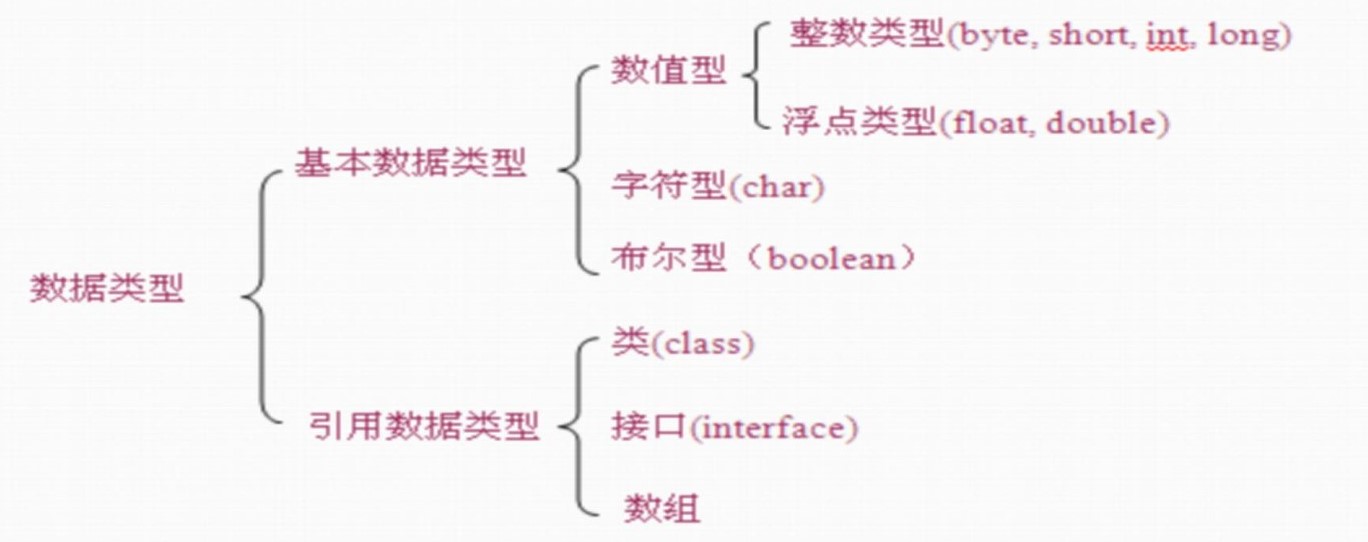 整数类型(byte, short, int, long)
数值型
浮点类型(float, double)
基本数据类型
字符型(char)
布尔型（boolean）
数据类型
类(class)
引用数据类型
接口(interface)
数组